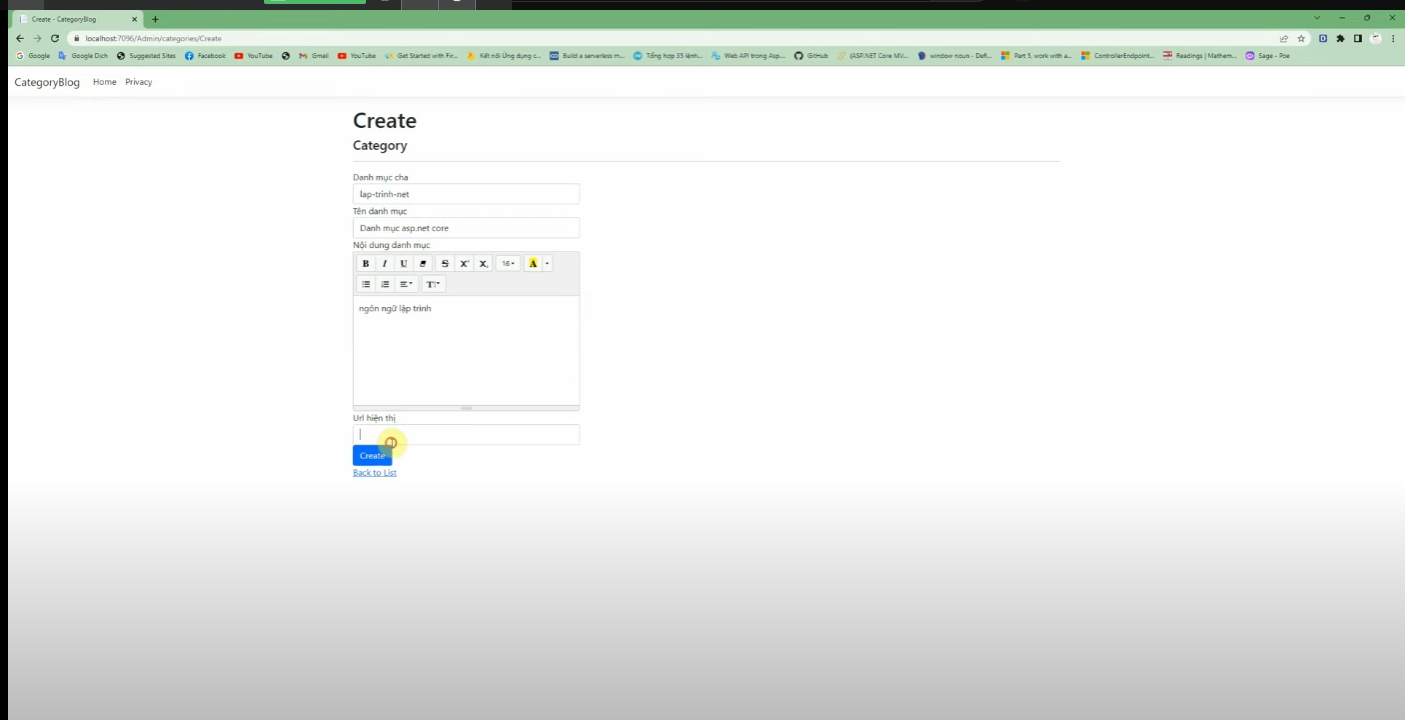 Create - CategoryBlog
localhost:7096/Admin/categories/Create
Google Google Dich Suggested Sites Facebook YouTube Gmail YouTube Get Started with Fir... Kết nối Ứng dụng c... Build a serverless m... Tổng hợp 35 lệnh... Web API trong Asp... GitHub (ASP.NET Core MV... window noun - Defi... Part 5, work with a... ControllerEndpoint... Readings | Mathem... Sage - Poe
CategoryBlog Home Privacy
Create
Category
Danh mục cha
lap-trinh-net
Tên danh mục
Danh mục asp.net core
Nội dung danh mục
B I U S X X 16 A
T
ngôn ngữ lập trình
Url hiện thị
Create
Back to List